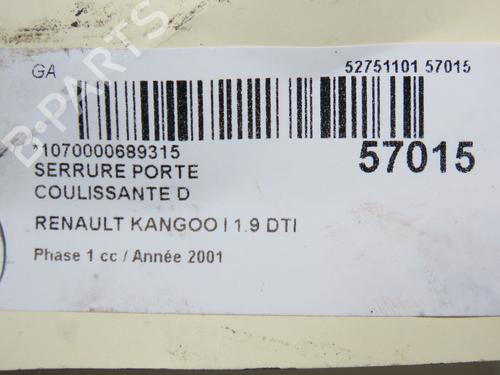 GA
52751101 57015
*1070000689315
57015
SERRURE PORTE
COULISSANTE D
RENAULT KANGOO I 1.9 DTI
Phase 1 cc / Année 2001
B-PARTS